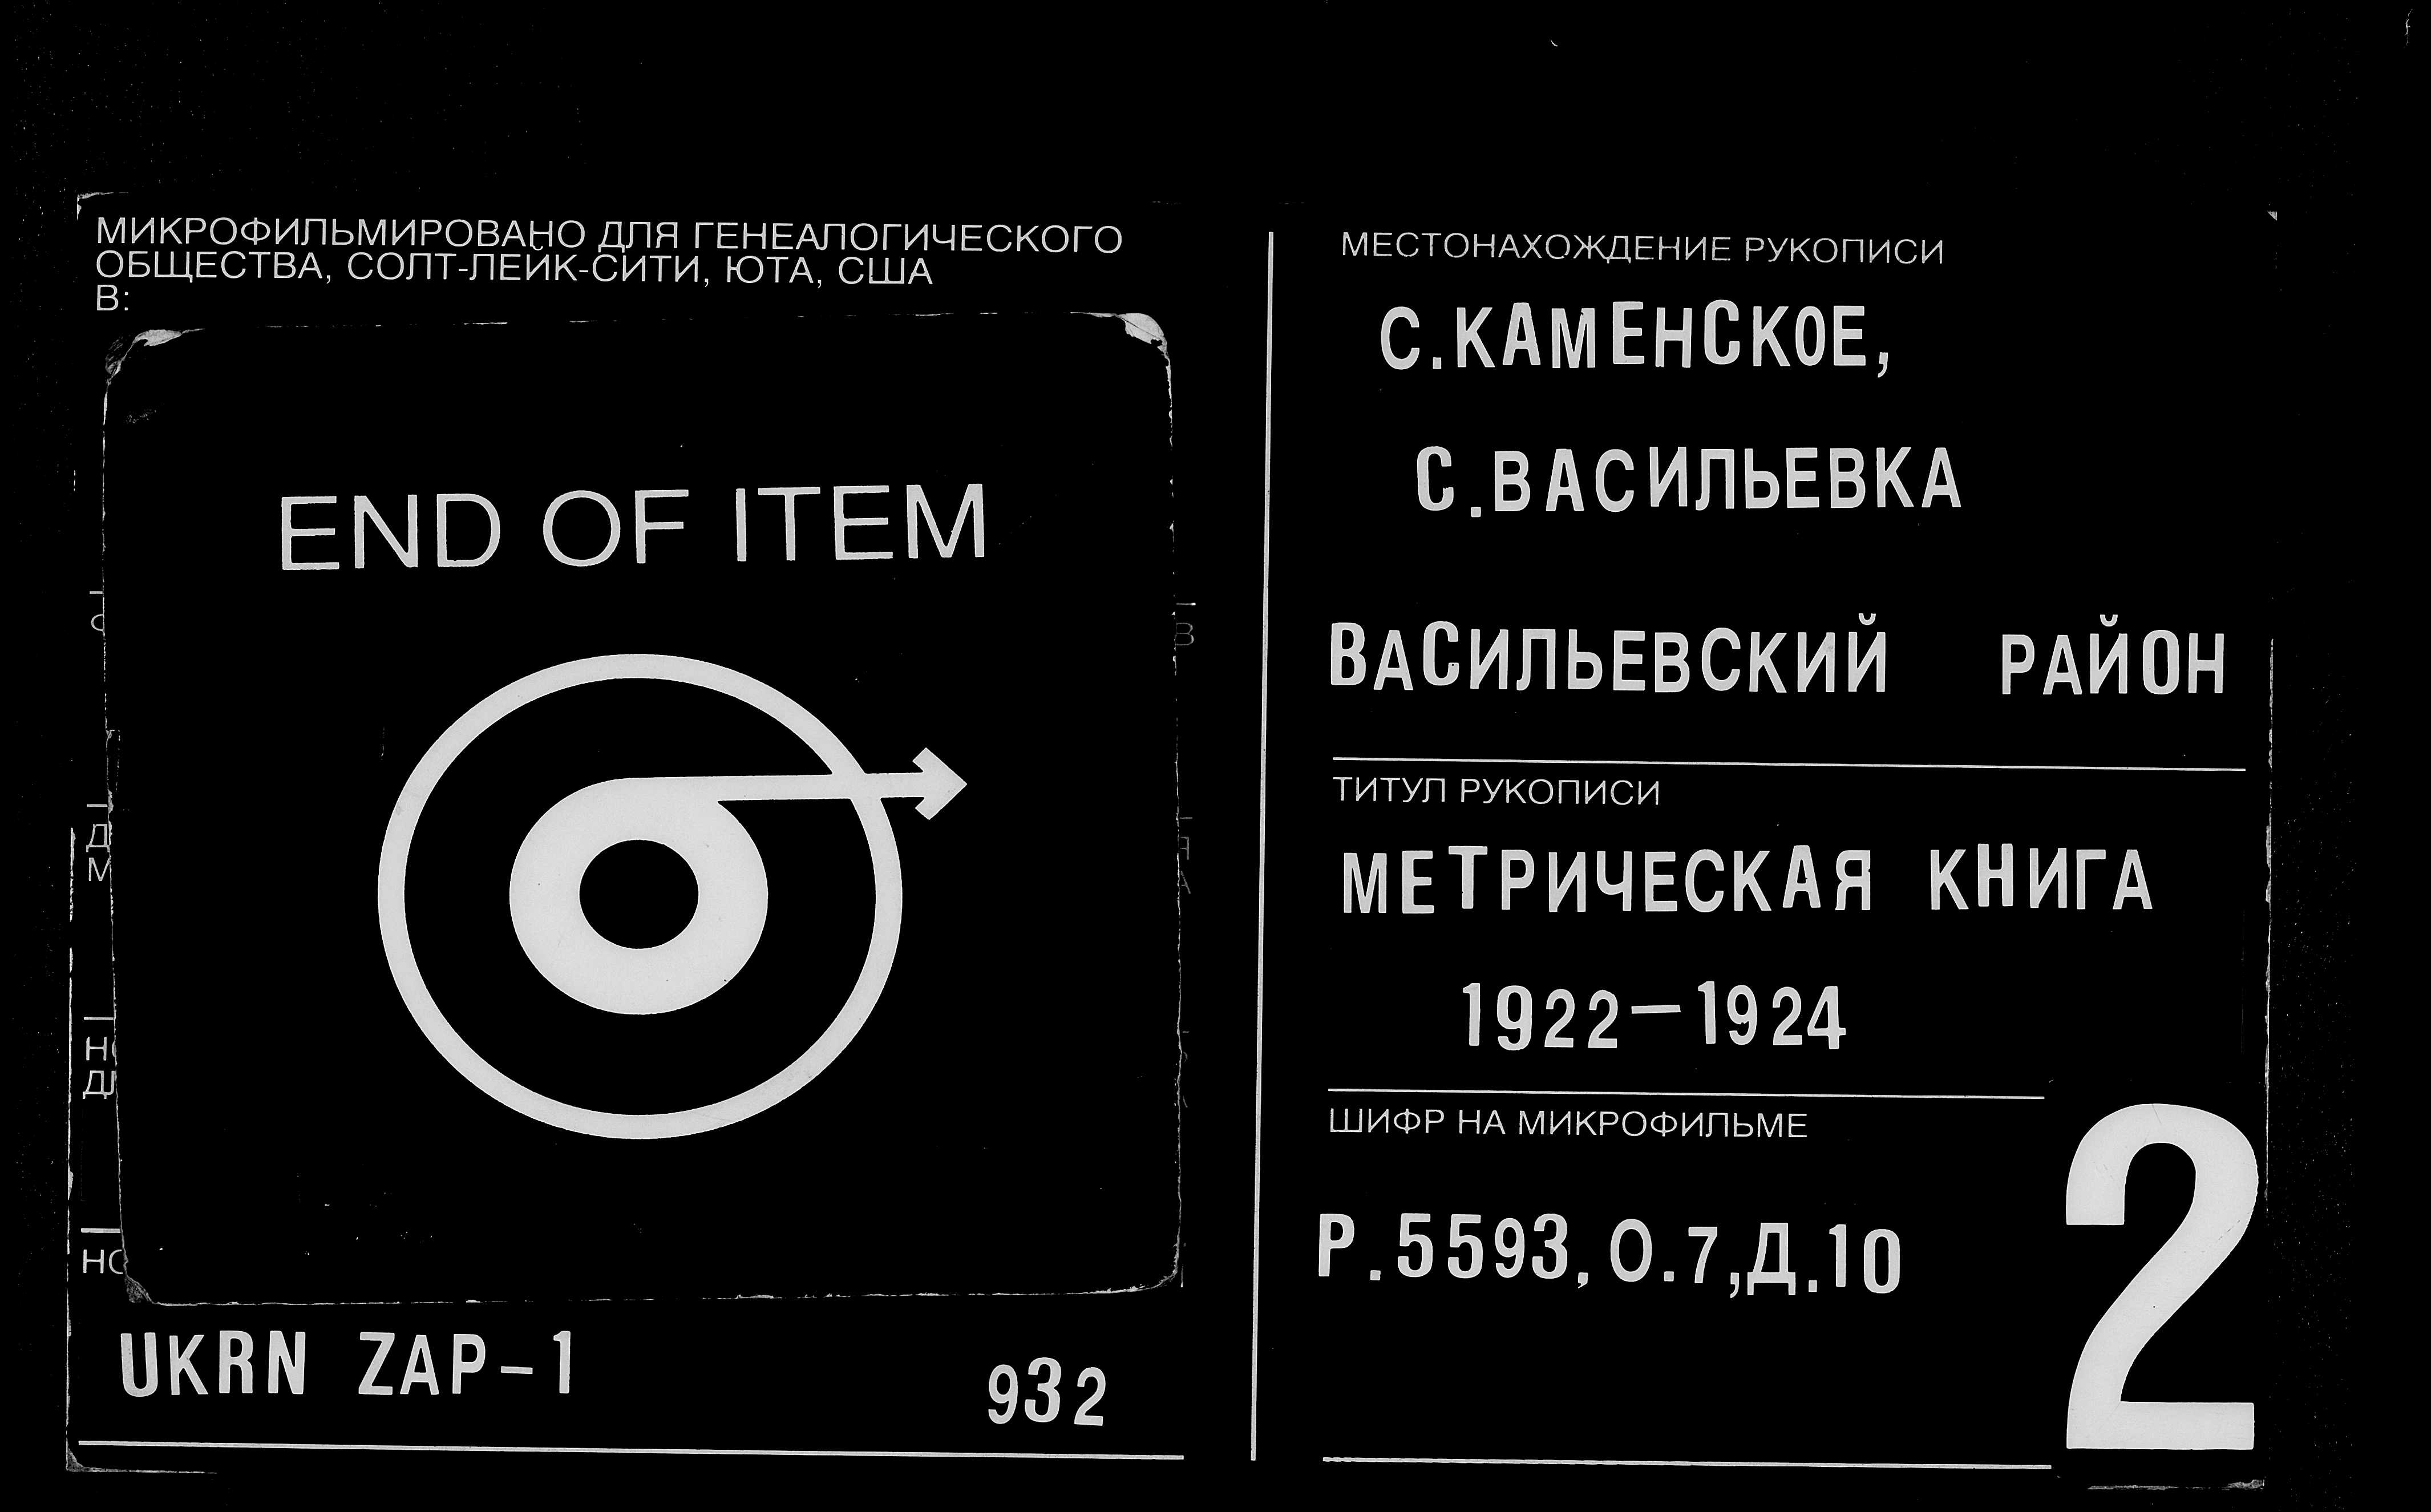 МИКРОФИЛЬМИРОВАНО ДЛЯ ГЕНЕАЛОГИЧЕСКОГО
ОБЩЕСТВА, СОЛТ-ЛЕЙК-СИТИ, ЮТА, США
В:
END OF ITEM
UKRN ZAP-1 932
МЕСТОНАХОЖДЕНИЕ РУКОПИСИ
С.КАМЕНСКОЕ,
С.ВАСИЛЬЕВКА
ВАСИЛЬЕВСКИЙ РАЙОН
ТИТУЛ РУКОПИСИ
МЕТРИЧЕСКАЯ КНИГА
1922-1924
ШИФР НА МИКРОФИЛЬМЕ
Р.5593, О.7,Д.10
2